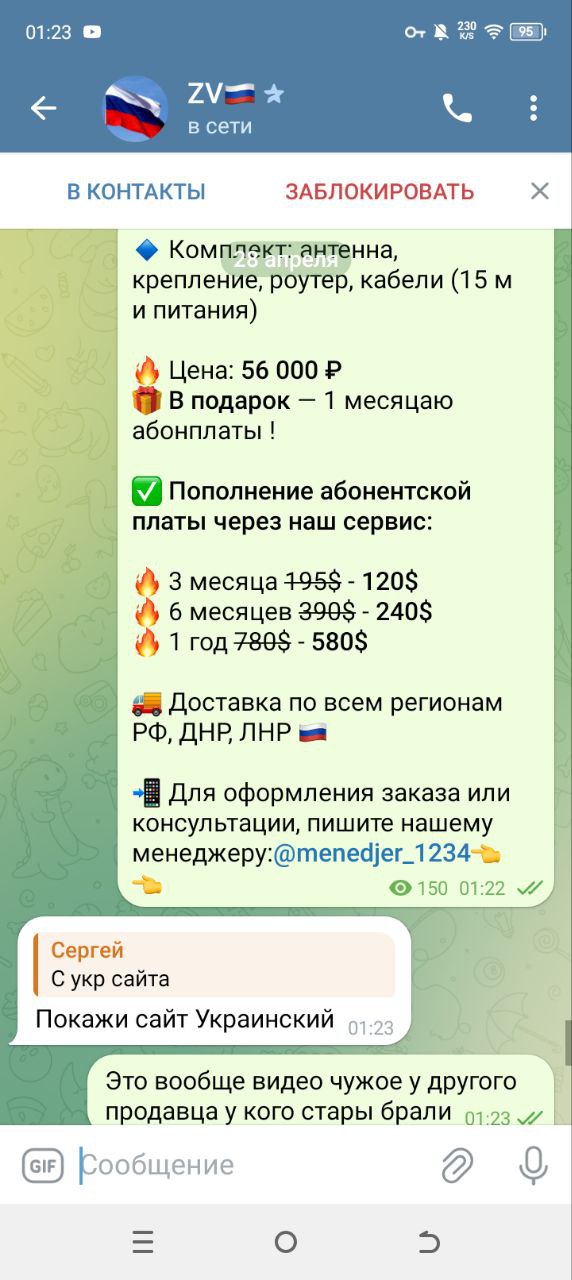 01:23
230
K/S
95
ZV
в сети
В КОНТАКТЫ
ЗАБЛОКИРОВАТЬ
28 апреля
Комплект: антенна,
крепление, роутер, кабели (15 м
и питания)
Цена: 56 000 ₽
В подарок — 1 месяцаю
абонплаты !
Пополнение абонентской
платы через наш сервис:
3 месяца 195$ - 120$
6 месяцев 390$ - 240$
1 год 780$ - 580$
Доставка по всем регионам
РФ, ДНР, ЛНР
Для оформления заказа или
консультации, пишите нашему
менеджеру:@menedjer_1234
150 01:22
Сергей
С укр сайта
Покажи сайт Украинский 01:23
Это вообще видео чужое у другого
продавца у кого стары брали 01:23
GIF Сообщение